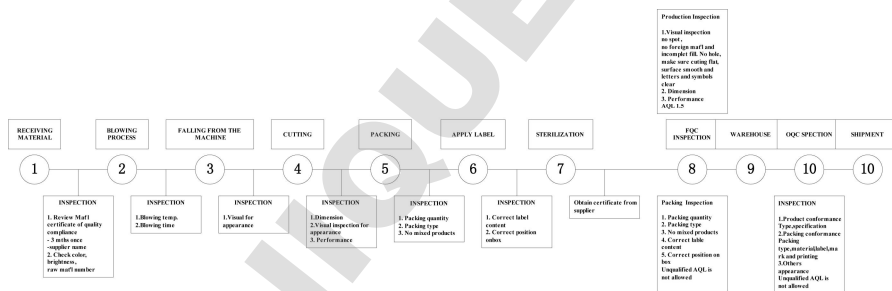 Production Inspection
1.Visual inspection
no spot,
no foreign mat'l and
incomplet fill. No hole,
make sure cuting flat,
surface smooth and
letters and symbols
clear
2. Dimension
3. Performance
AQL 1.5
RECEIVING
MATERIAL
BLOWING
PROCESS
FALLING FROM THE
MACHINE
CUTTING
PACKING
APPLY LABEL
STERILIZATION
FQC
INSPECTION
WAREHOUSE
OQC SPECTION
SHIPMENT
1
2
3
4
5
6
7
8
9
10
10
INSPECTION
1. Review Mat'l
certificate of quality
compliance
- 3 mths once
-supplier name
2. Check color,
brightness,
raw mat'l number
INSPECTION
1.Blowing temp.
2.Blowing time
INSPECTION
1.Visual for
appearance
INSPECTION
1.Dimension
2.Visual inspection for
appearance
3. Performance
INSPECTION
1. Packing quantity
2. Packing type
3. No mixed products
INSPECTION
1. Correct label
content
2. Correct position
onbox
Obtain certificate from
supplier
Packing Inspection
1. Packing quantity
2. Packing type
3. No mixed products
4. Correct lable
content
5. Correct position on
box
Unqualified AQL is
not allowed
INSPECTION
1.Product conformance
Type,specification
2.Packing conformance
Packing
type,material,label,ma
rk and printing
3.Others
appearance
Unqualified AQL is
not allowed